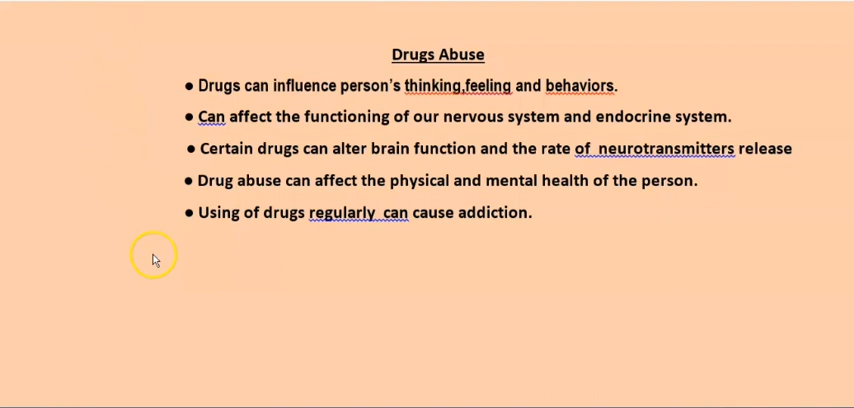 Drugs Abuse
● Drugs can influence person's thinking,feeling and behaviors.
● Can affect the functioning of our nervous system and endocrine system.
● Certain drugs can alter brain function and the rate of  neurotransmitters release
● Drug abuse can affect the physical and mental health of the person.
● Using of drugs regularly  can cause addiction.